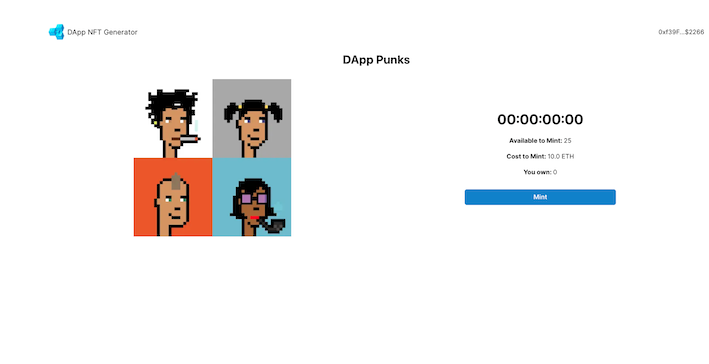 DApp NFT Generator
0xf39F...$2266
DApp Punks
00:00:00:00
Available to Mint: 25
Cost to Mint: 10.0 ETH
You own: 0
Mint